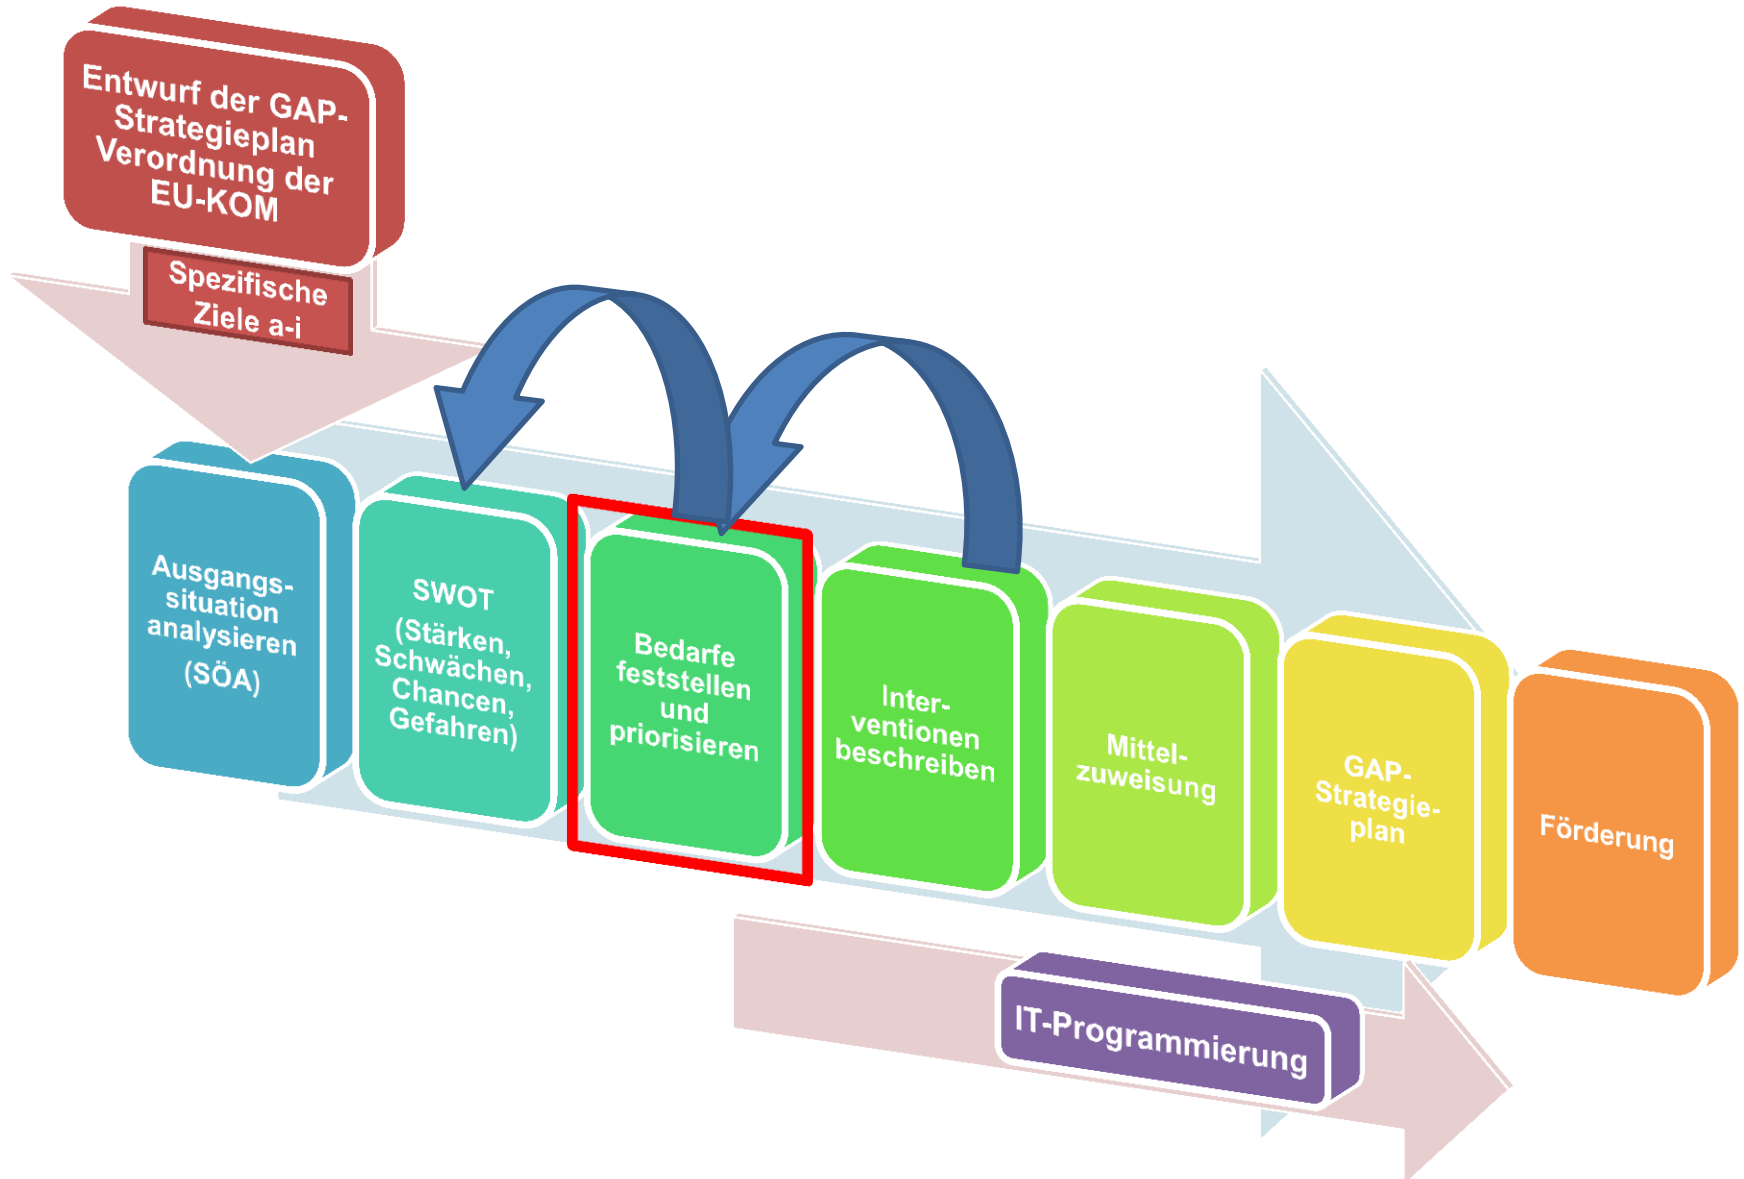 Entwurf der GAP-
Strategieplan
Verordnung der
EU-KOM
Spezifische
Ziele a-i
Ausgangs-
situation
analysieren
(SÖA)
SWOT
(Stärken,
Schwächen,
Chancen,
Gefahren)
Bedarfe
feststellen
und
priorisieren
Inter-
ventionen
beschreiben
Mittel-
zuweisung
GAP-
Strategie-
plan
Förderung
IT-Programmierung